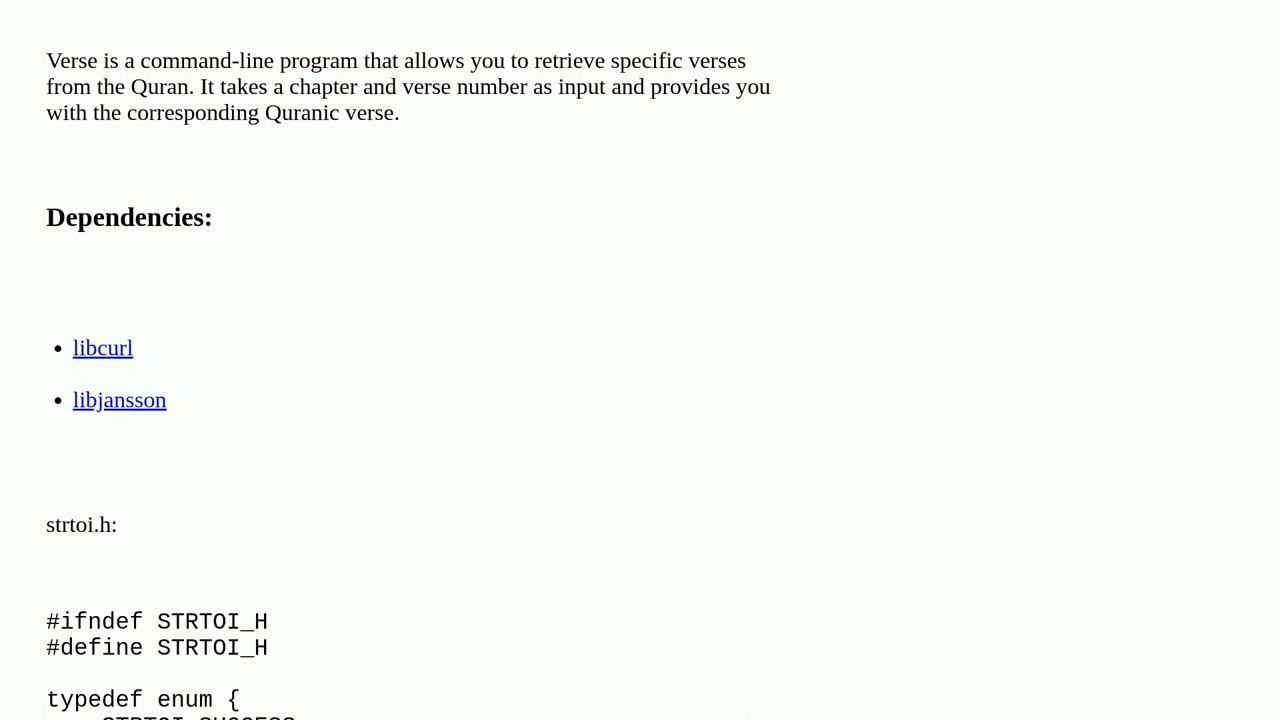 Verse is a command-line program that allows you to retrieve specific verses
from the Quran. It takes a chapter and verse number as input and provides you
with the corresponding Quranic verse.
Dependencies:
• libcurl
• libjansson
strtoi.h:
#ifndef STRTOI_H
#define STRTOI_H
typedef enum {
STRTOI_SUCCESS